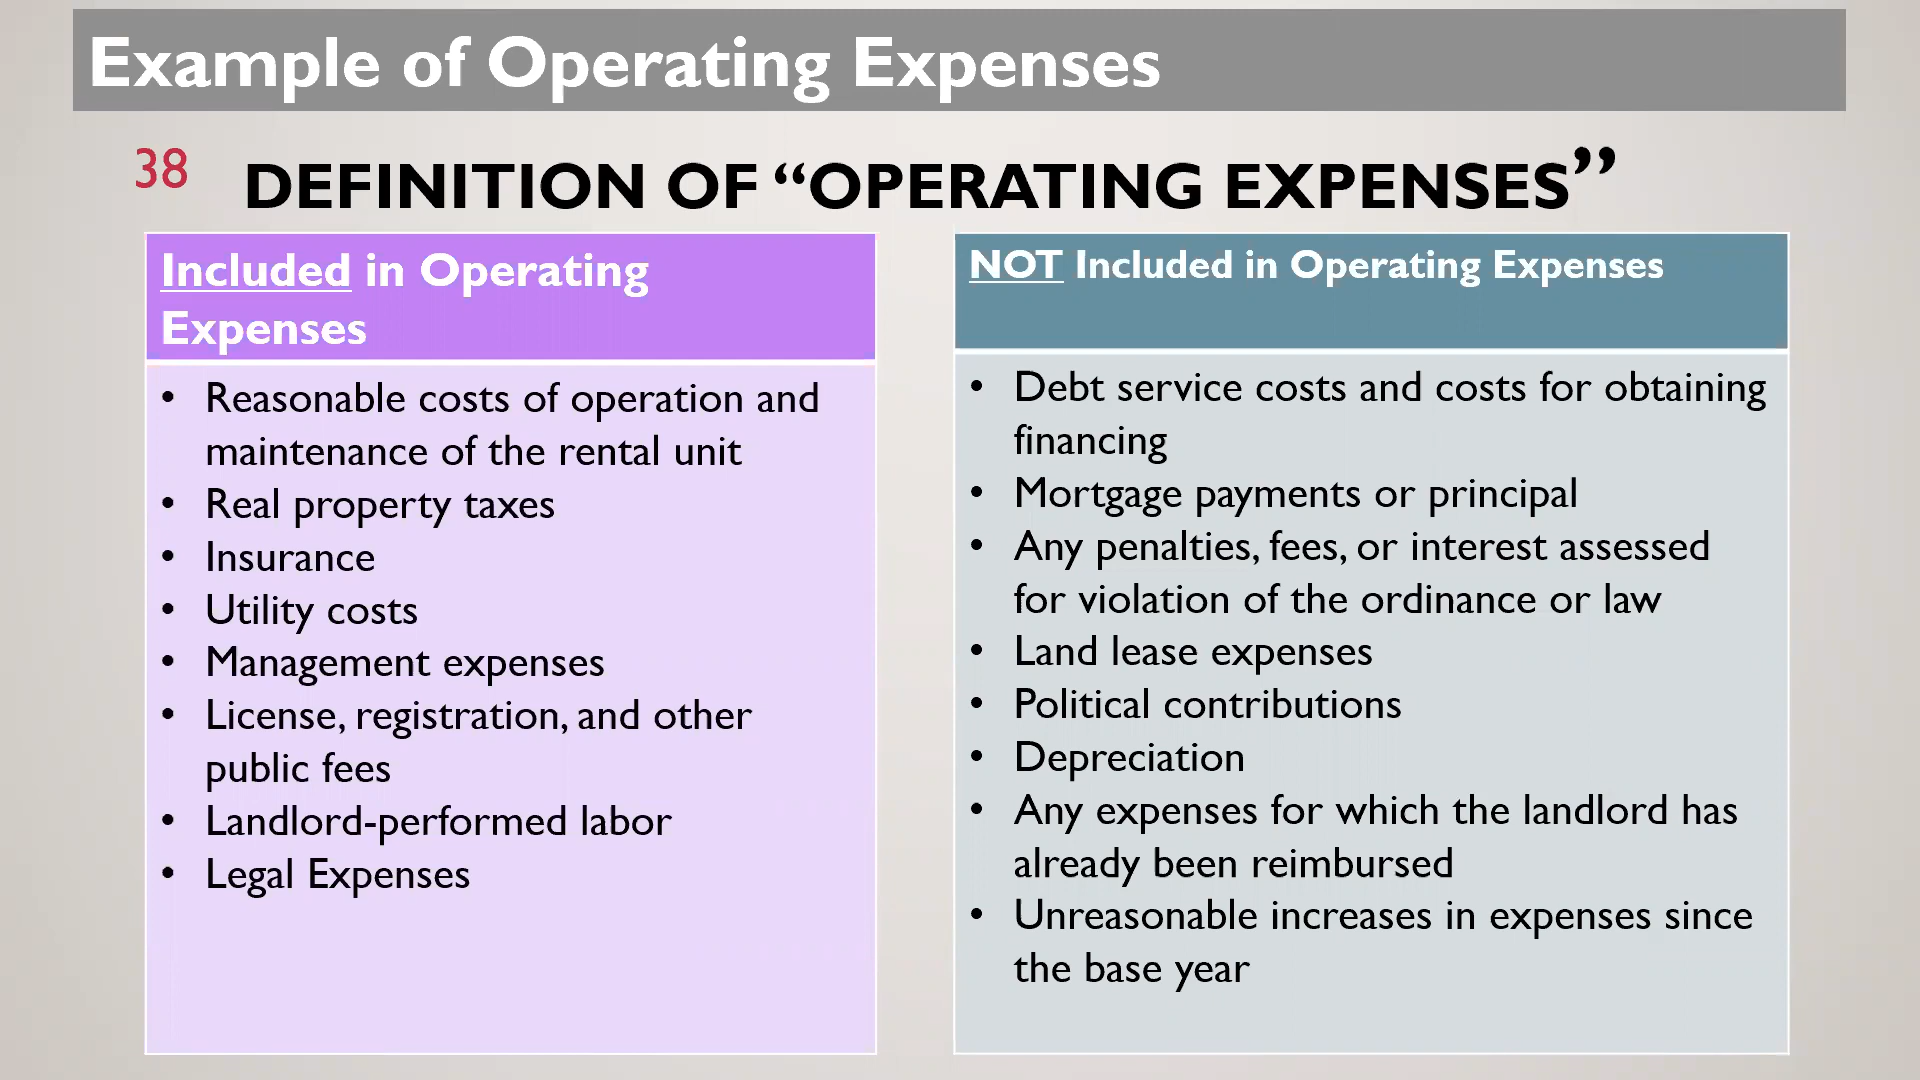 Example of Operating Expenses
38
DEFINITION OF “OPERATING EXPENSES”
Included in Operating
Expenses
• Reasonable costs of operation and
maintenance of the rental unit
• Real property taxes
• Insurance
• Utility costs
• Management expenses
• License, registration, and other
public fees
• Landlord-performed labor
• Legal Expenses
NOT Included in Operating Expenses
• Debt service costs and costs for obtaining
financing
• Mortgage payments or principal
• Any penalties, fees, or interest assessed
for violation of the ordinance or law
• Land lease expenses
• Political contributions
• Depreciation
• Any expenses for which the landlord has
already been reimbursed
• Unreasonable increases in expenses since
the base year